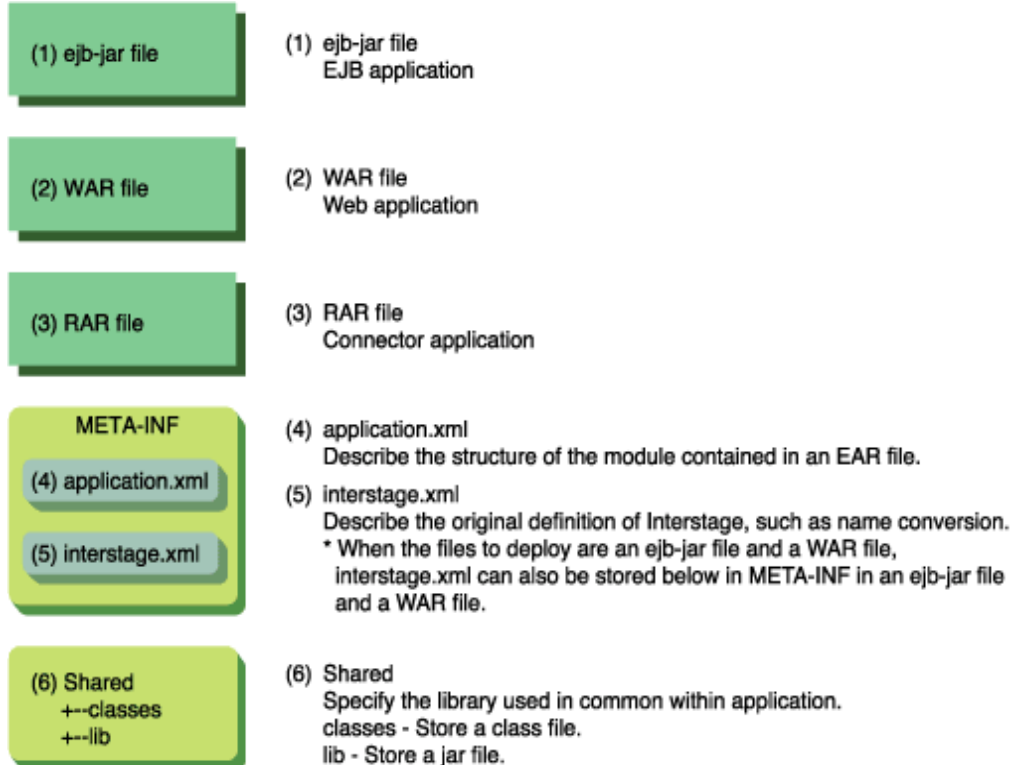 (1) ejb-jar file
(1) ejb-jar file
EJB application
(2) WAR file
(2) WAR file
Web application
(3) RAR file
(3) RAR file
Connector application
META-INF
(4) application.xml
(5) interstage.xml
(4) application.xml
Describe the structure of the module contained in an EAR file.
(5) interstage.xml
Describe the original definition of Interstage, such as name conversion.
* When the files to deploy are an ejb-jar file and a WAR file,
interstage.xml can also be stored below in META-INF in an ejb-jar file
and a WAR file.
(6) Shared
+--classes
+--lib
(6) Shared
Specify the library used in common within application.
classes - Store a class file.
lib - Store a jar file.